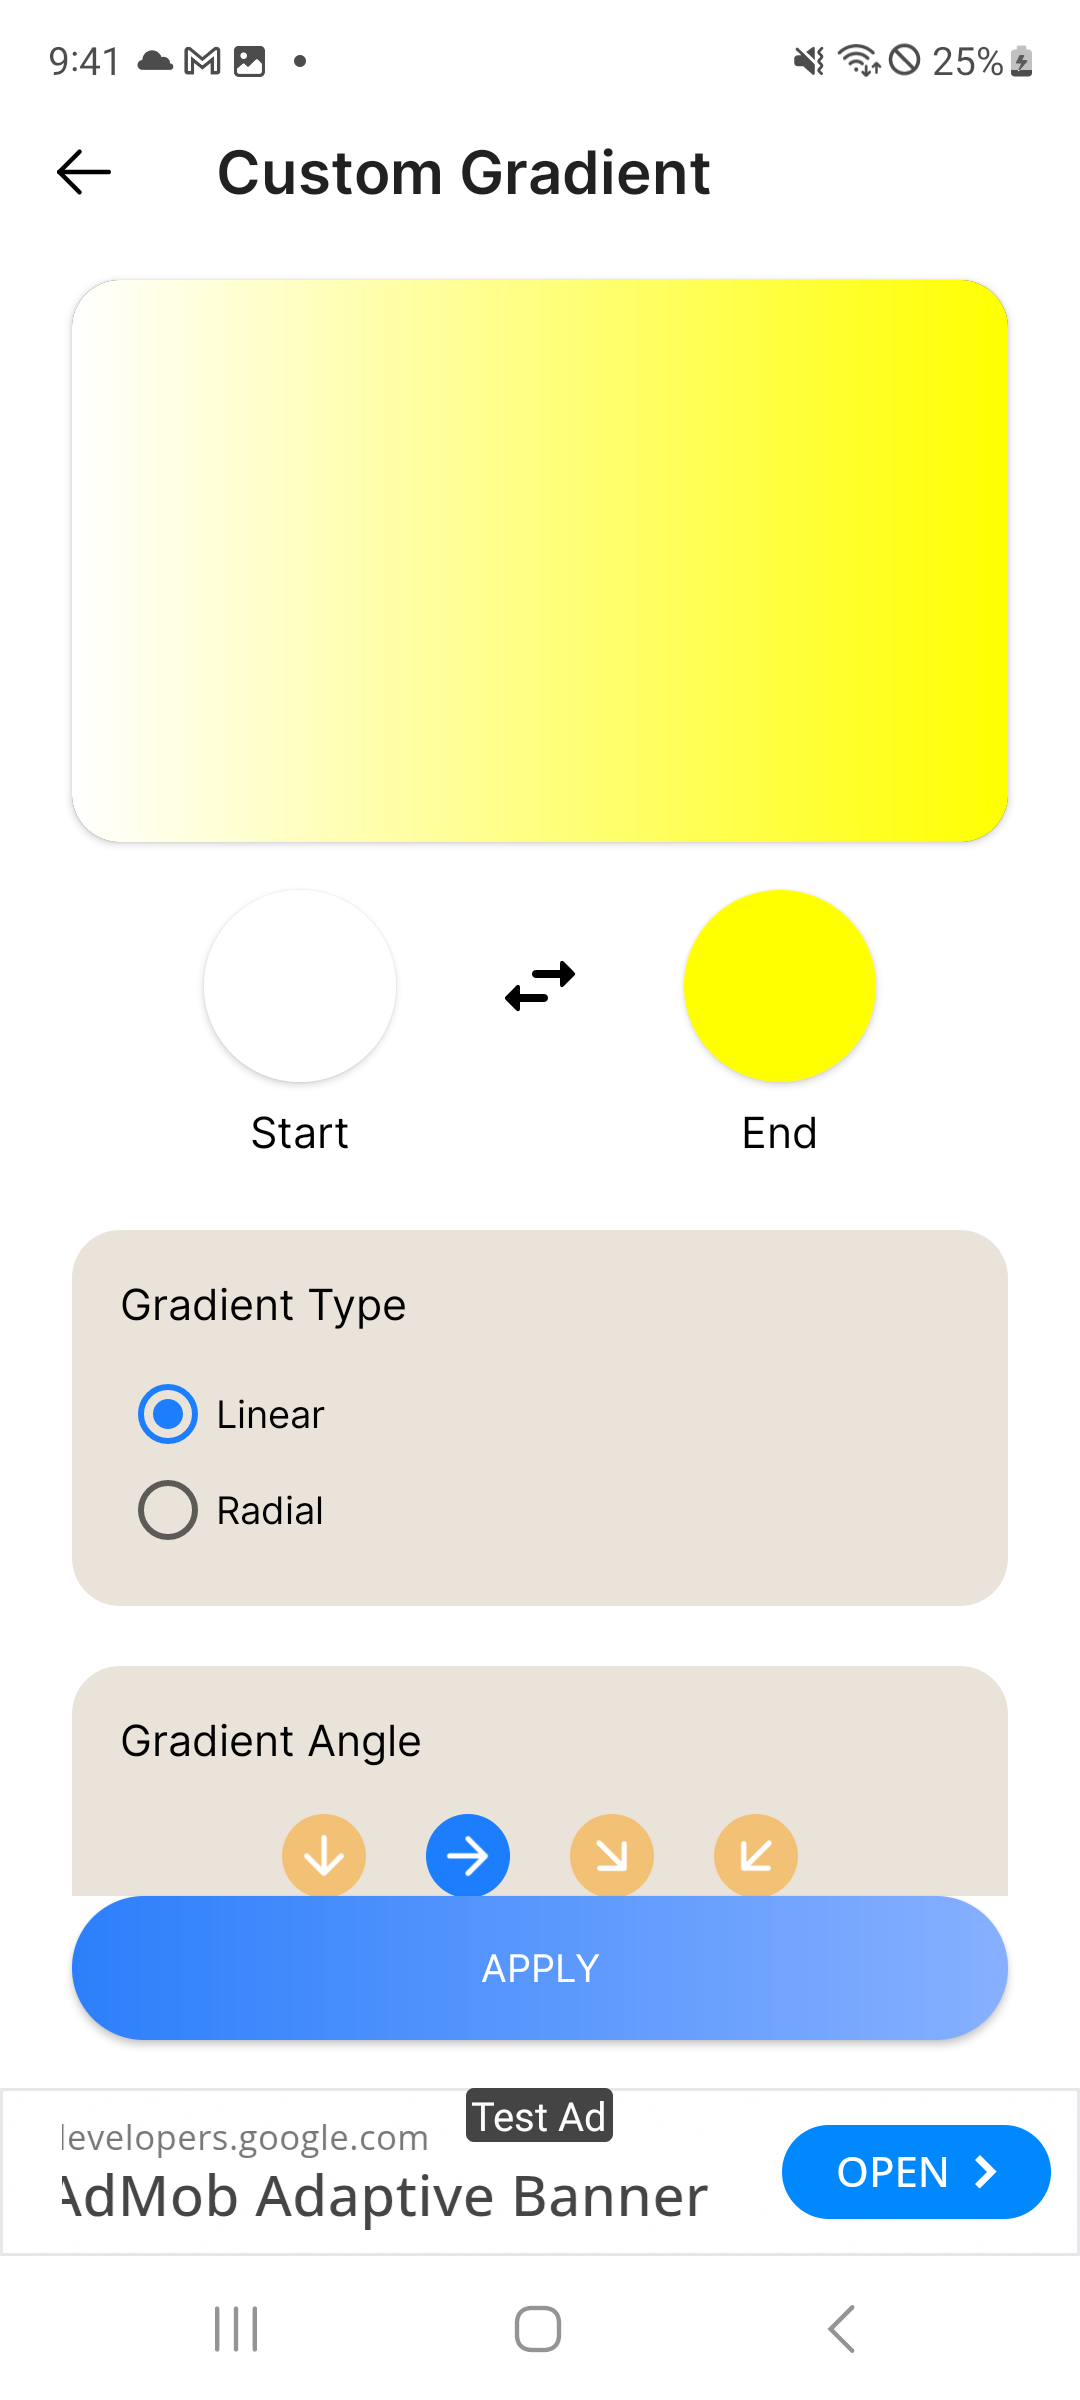 9:41
25%
Custom Gradient
Start
End
Gradient Type
Linear
Radial
Gradient Angle
APPLY
Test Ad
levelopers.google.com
AdMob Adaptive Banner
OPEN